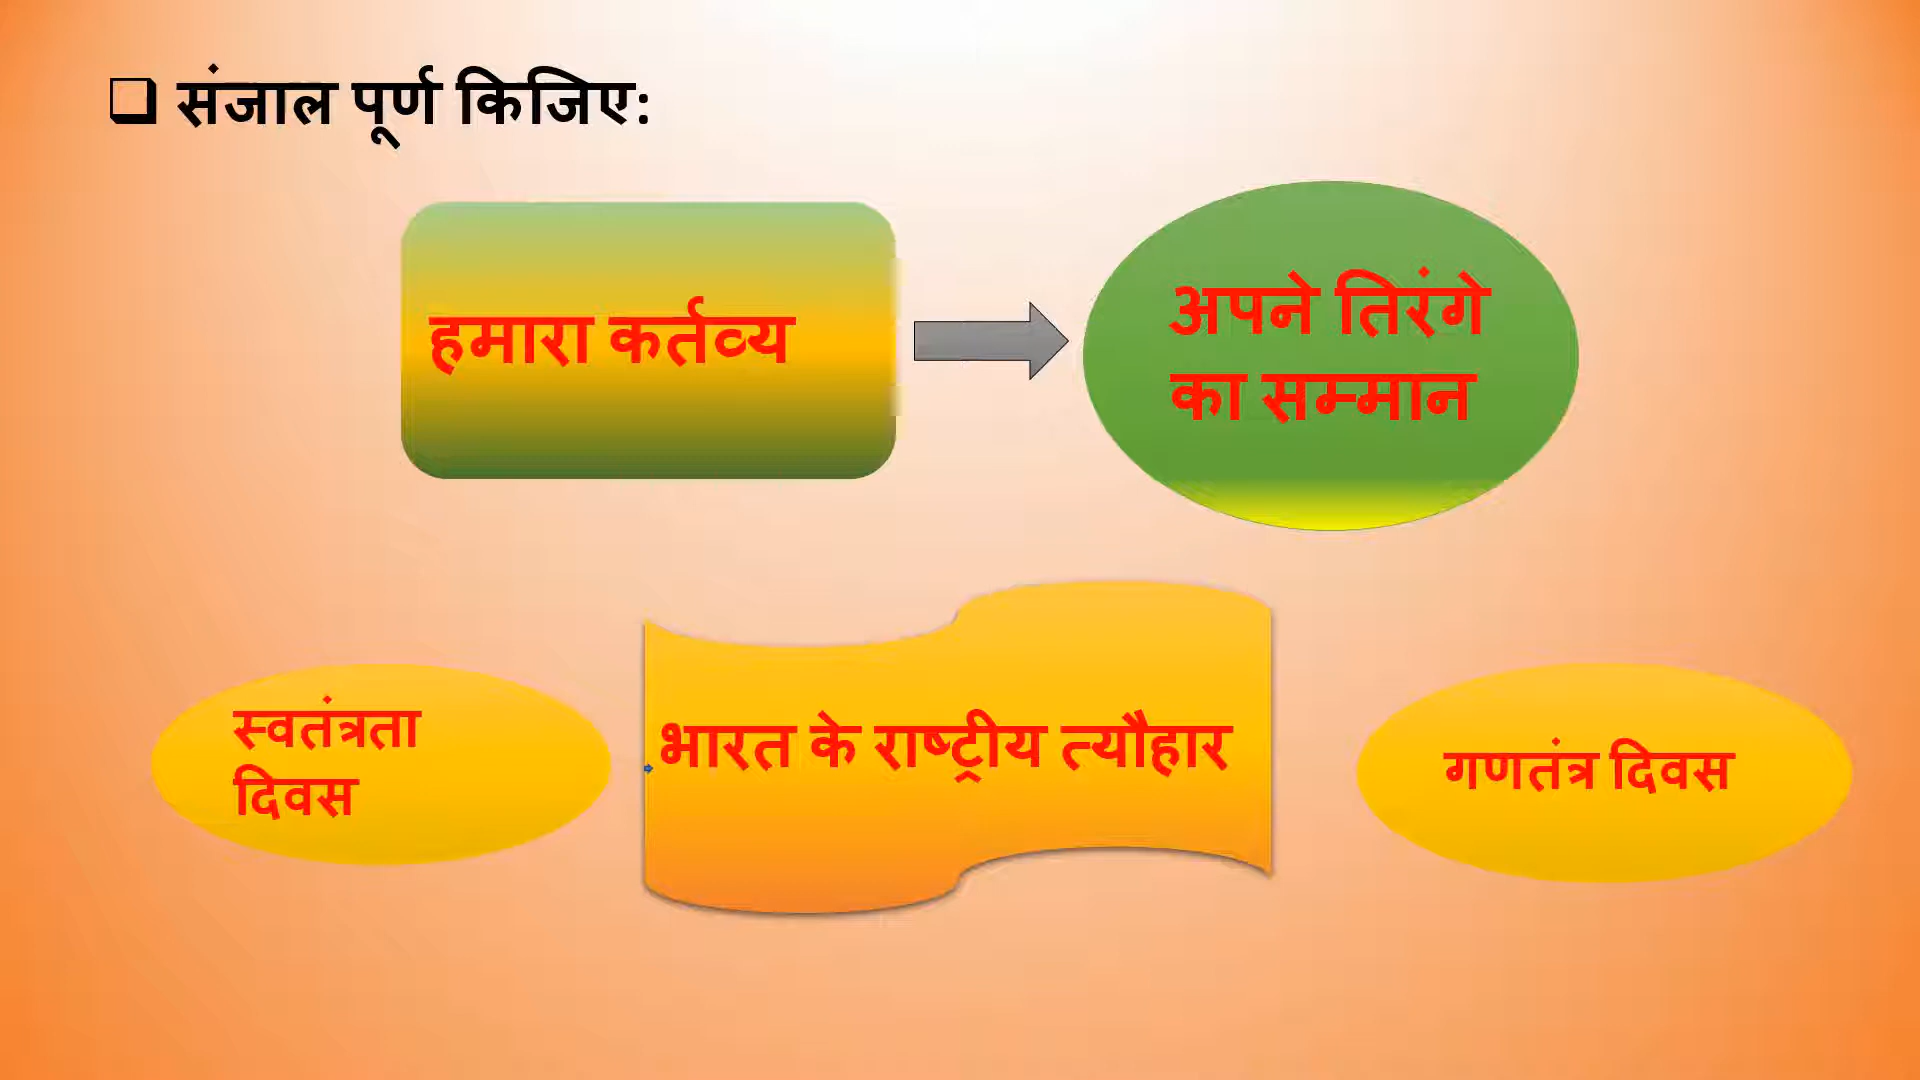 संजाल पूर्ण किजिए:
हमारा कर्तव्य
अपने तिरंगे
का सम्मान
स्वतंत्रता
दिवस
भारत के राष्ट्रीय त्यौहार
गणतंत्र दिवस